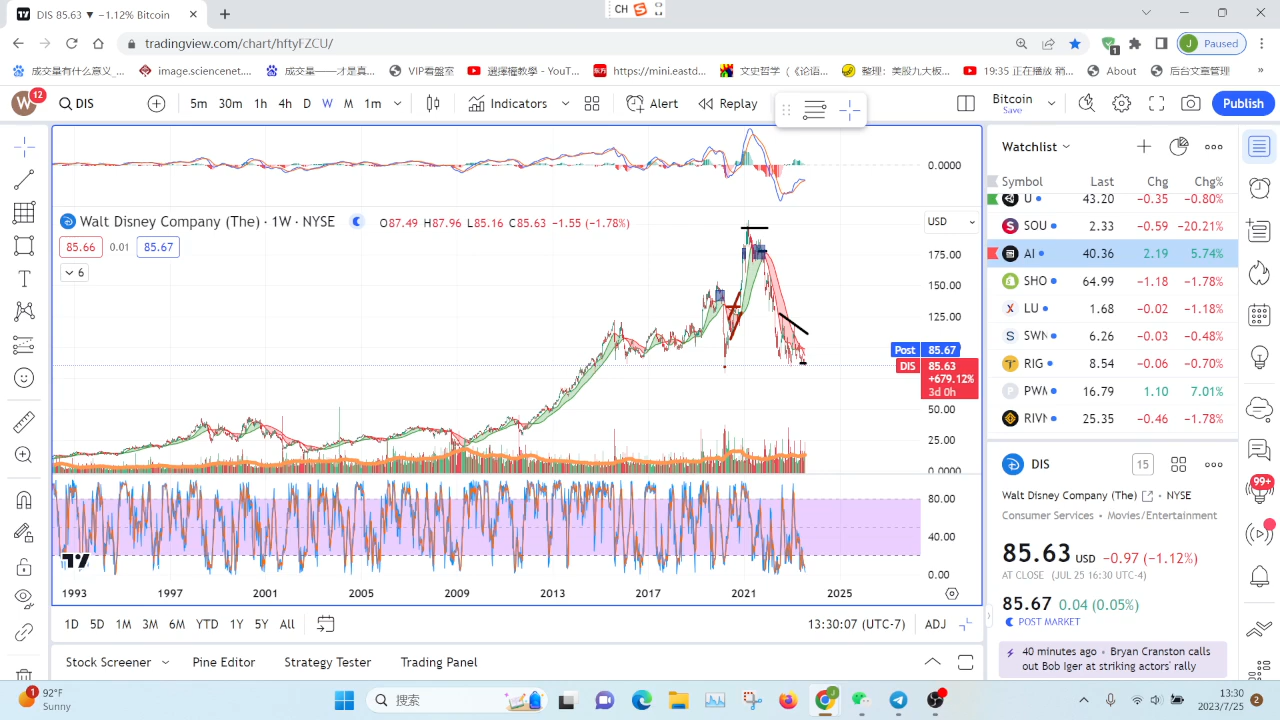 DIS 85.63 ▼ −1.12% Bitcoin
CH
tradingview.com/chart/hftyFZCU/
1
J Paused
成交量有什么意义_...
image.sciencenet....
成交量——才是真...
VIP看盤室
選擇權教學 - YouT...
https://mini.eastd...
文史哲学（《论语...
整理：美股九大板...
19:35 正在播放 稍...
About
后台文章管理
»
W 12
DIS
5m 30m 1h 4h D W M 1m
Indicators
Alert
Replay
Bitcoin
Save
Publish
0.0000
Walt Disney Company (The) · 1W · NYSE
O87.49 H87.96 L85.16 C85.63 −1.55 (−1.78%)
USD
85.66 0.01 85.67
6
175.00
150.00
125.00
Post 85.67
DIS 85.63
+679.12%
3d 0h
50.00
25.00
0.0000
80.00
40.00
0.00
1993 1997 2001 2005 2009 2013 2017 2021 2025
1D 5D 1M 3M 6M YTD 1Y 5Y All
13:30:07 (UTC-7)
ADJ
Stock Screener
Pine Editor
Strategy Tester
Trading Panel
Watchlist
Symbol Last Chg Chg%
U 43.20 −0.35 −0.80%
SOU 2.33 −0.59 −20.21%
AI 40.36 2.19 5.74%
SHO 64.99 −1.18 −1.78%
LU 1.68 −0.02 −1.18%
SWN 6.26 −0.03 −0.48%
RIG 8.54 −0.06 −0.70%
PWM 16.79 1.10 7.01%
RIVN 25.35 −0.46 −1.78%
DIS
15
Walt Disney Company (The) • NYSE
Consumer Services • Movies/Entertainment
85.63 USD −0.97 (−1.12%)
AT CLOSE (JUL 25 16:30 UTC-4)
85.67 0.04 (0.05%)
POST MARKET
40 minutes ago • Bryan Cranston calls
out Bob Iger at striking actors' rally
99+
1
92°F
Sunny
搜索
13:30
2023/7/25
2